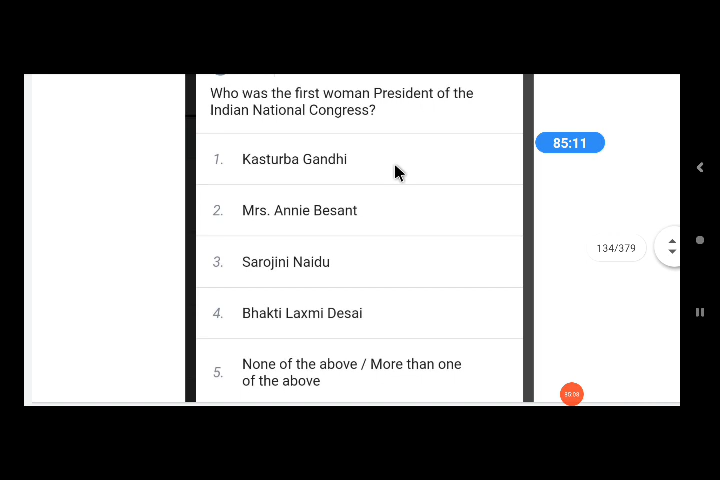 Who was the first woman President of the
Indian National Congress?
1. Kasturba Gandhi
85:11
2. Mrs. Annie Besant
134/379
3. Sarojini Naidu
4. Bhakti Laxmi Desai
5. None of the above / More than one
of the above